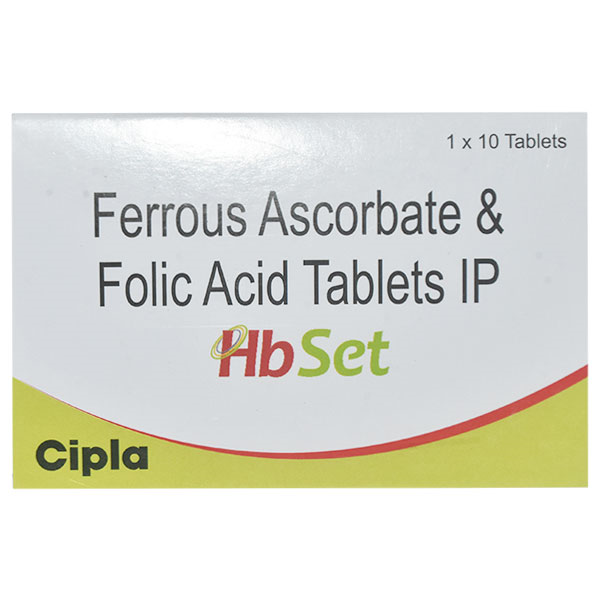 1 x 10 Tablets
Ferrous Ascorbate &
Folic Acid Tablets IP
HbSet
Cipla